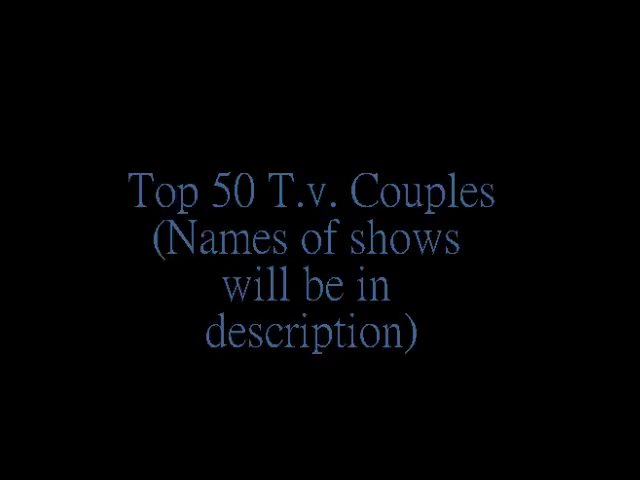 Top 50 T.v. Couples
(Names of shows
will be in
description)